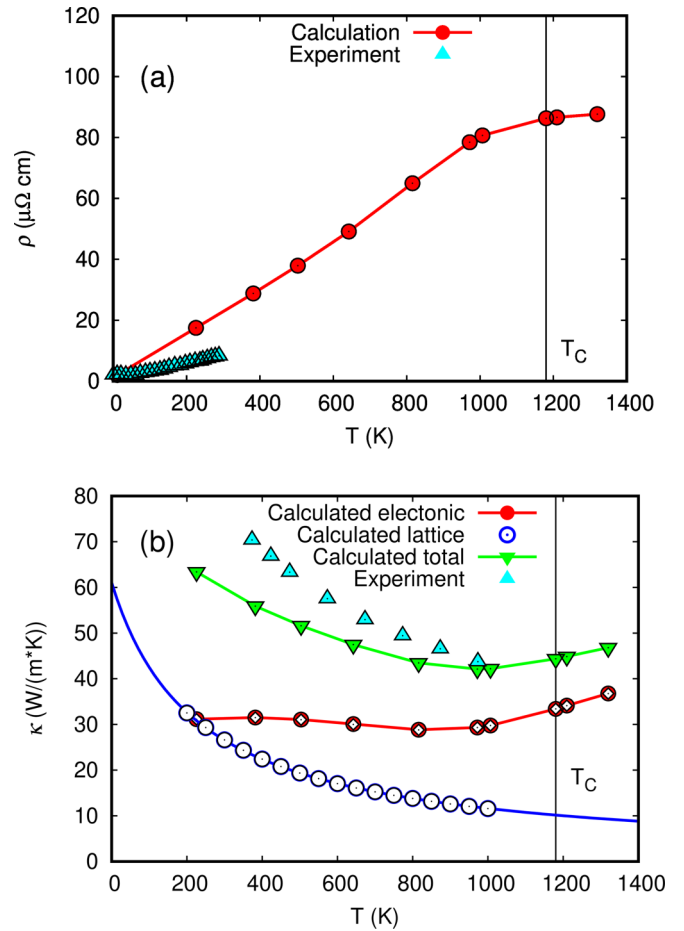 120
100
80
60
40
20
0
ρ (μΩ cm)
(a)
Calculation
Experiment
T_C
0 200 400 600 800 1000 1200 1400
T (K)
80
70
60
50
40
30
20
10
0
κ (W/(m*K))
(b)
Calculated electonic
Calculated lattice
Calculated total
Experiment
T_C
0 200 400 600 800 1000 1200 1400
T (K)